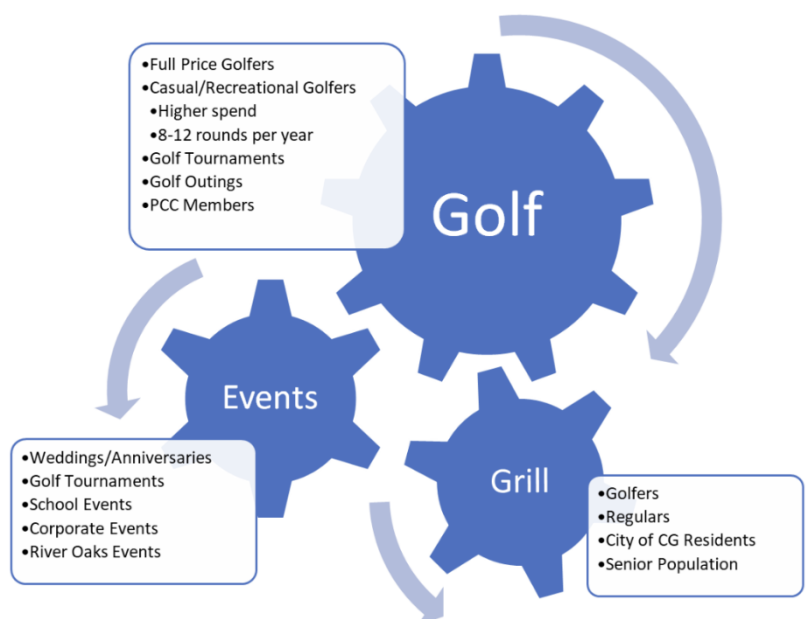 •Full Price Golfers
•Casual/Recreational Golfers
•Higher spend
•8-12 rounds per year
•Golf Tournaments
•Golf Outings
•PCC Members
Golf
Events
•Weddings/Anniversaries
•Golf Tournaments
•School Events
•Corporate Events
•River Oaks Events
Grill
•Golfers
•Regulars
•City of CG Residents
•Senior Population